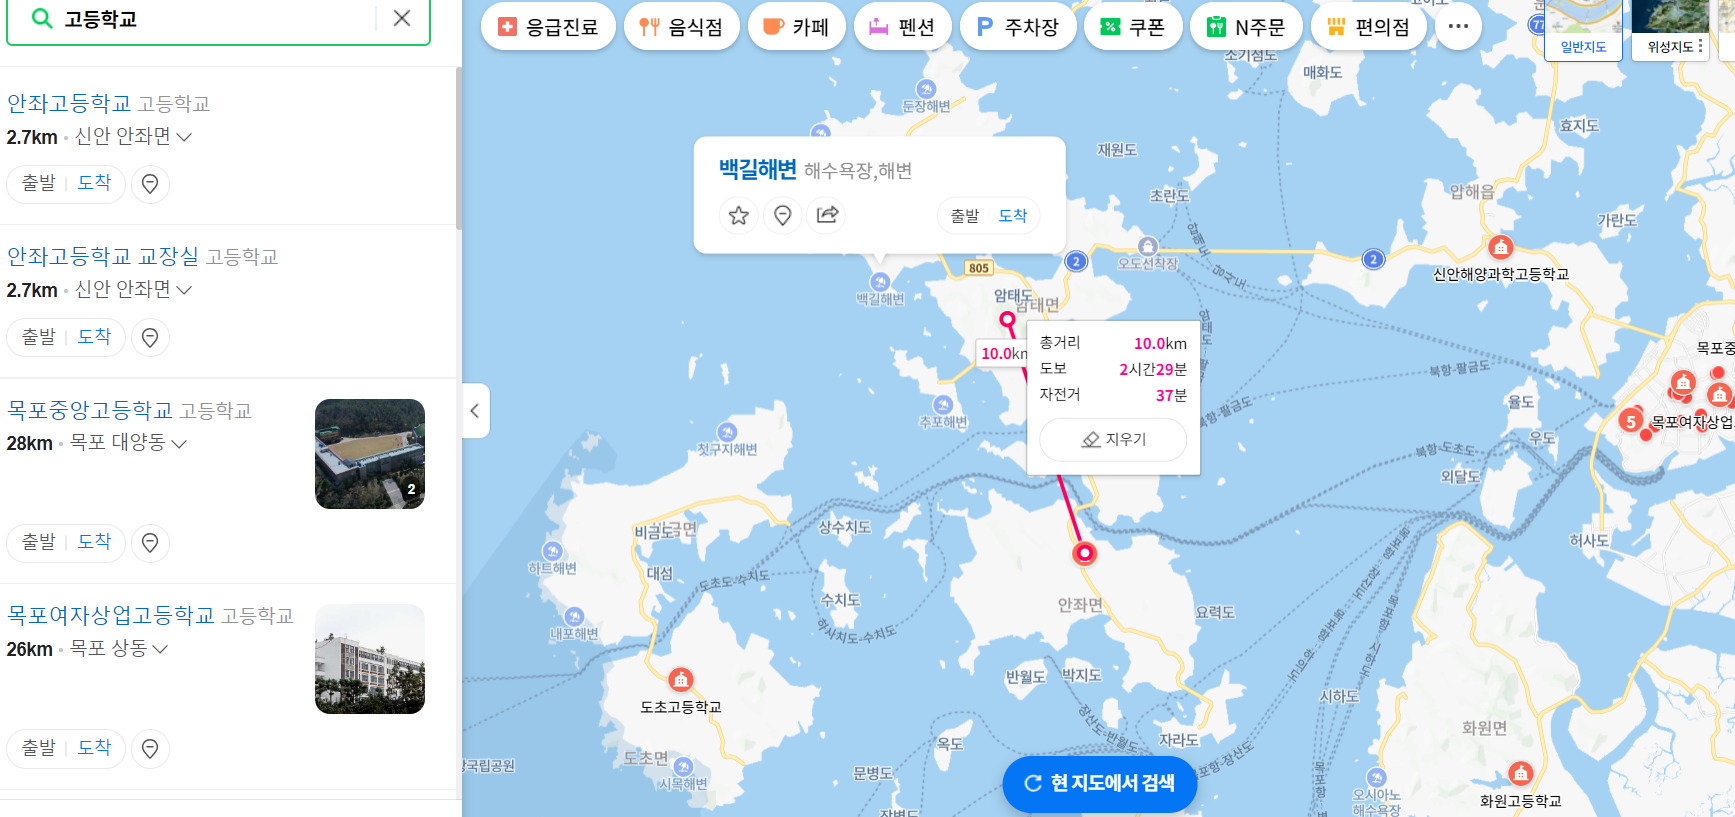 고등학교
안좌고등학교 고등학교
2.7km · 신안 안좌면
출발 도착
안좌고등학교 교장실 고등학교
2.7km · 신안 안좌면
출발 도착
목포중앙고등학교 고등학교
28km · 목포 대양동
2
출발 도착
목포여자상업고등학교 고등학교
26km · 목포 상동
출발 도착
응급진료
음식점
카페
펜션
P 주차장
쿠폰
N주문
편의점
77
일반지도
위성지도
소기점도
매화도
둔장해변
효지도
재원도
백길해변 해수욕장,해변
출발 도착
초란도
압해읍
가란도
805
2
오도선착장
2
신안해양과학고등학교
백길해변
암태도
암태면
10.0km
총거리 10.0km
도보 2시간29분
자전거 37분
지우기
목포중
북항-팔금도
율도
5
목포여자상업
추포해변
첫구지해변
우도
북항-도초도
외달도
상수치도
비금도
비금면
허사도
하트해변
대섬
도초도-수치도
수치도
안좌면
요력도
내포해변
하사치도-수치도
반월도
박지도
도초고등학교
시하도
화원면
장산도-반월도
자라도
옥도
도초면
시목해변
문병도
현 지도에서 검색
오시아노
해수욕장
화원고등학교